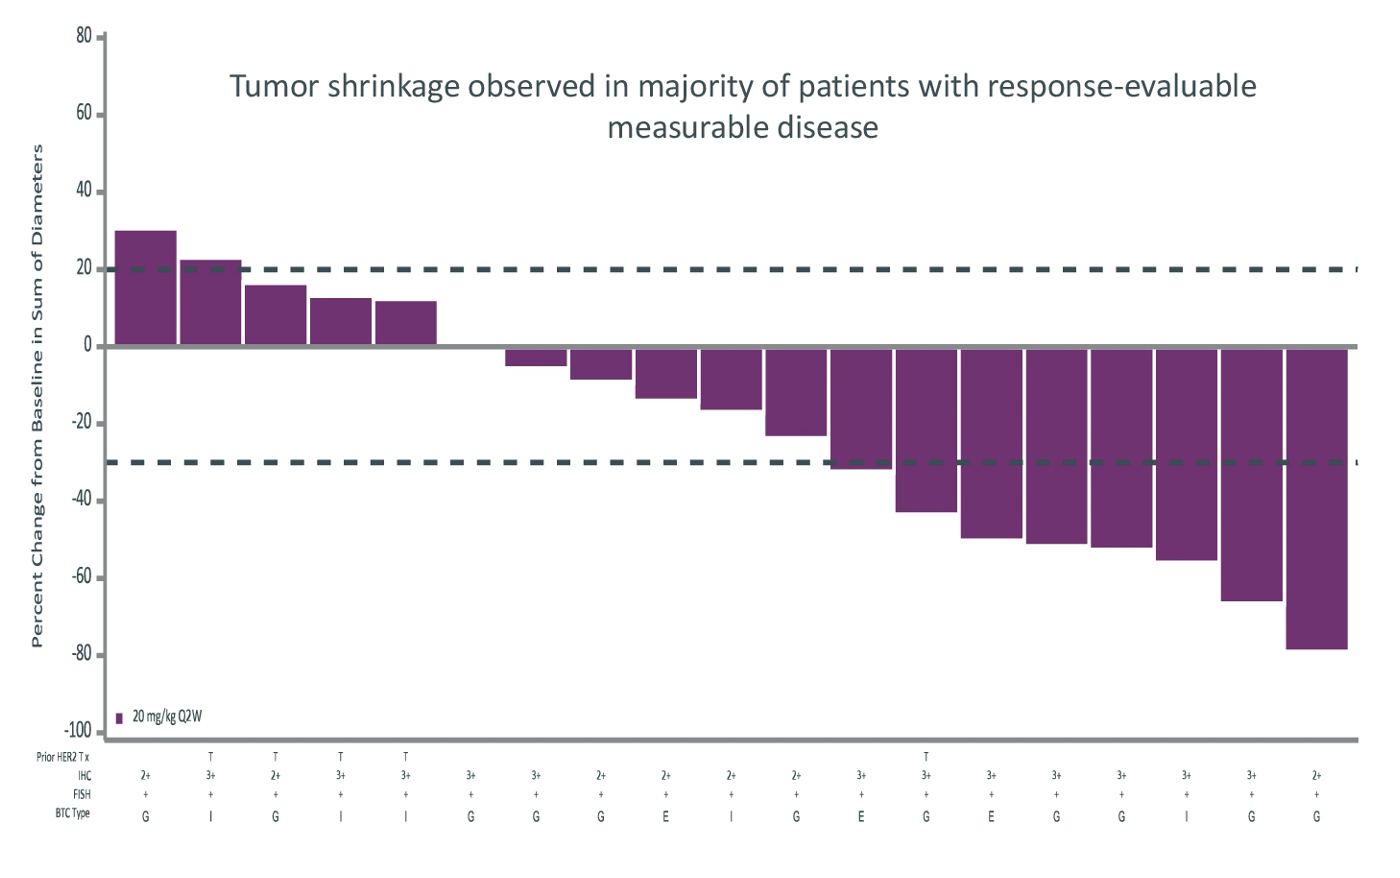 80
Tumor shrinkage observed in majority of patients with response-evaluable
measurable disease
60
40
20
0
-20
-40
-60
-80
-100
Percent Change from Baseline in Sum of Diameters
20 mg/kg Q2W
Prior HER2 Tx T T T T T
IHC 2+ 3+ 2+ 3+ 3+ 3+ 3+ 2+ 2+ 2+ 2+ 3+ 3+ 3+ 3+ 3+ 3+ 3+ 2+
FISH + + + + + + + + + + + + + + + + + + +
BTC Type G I G I I G G G E I G E G E G G I G G